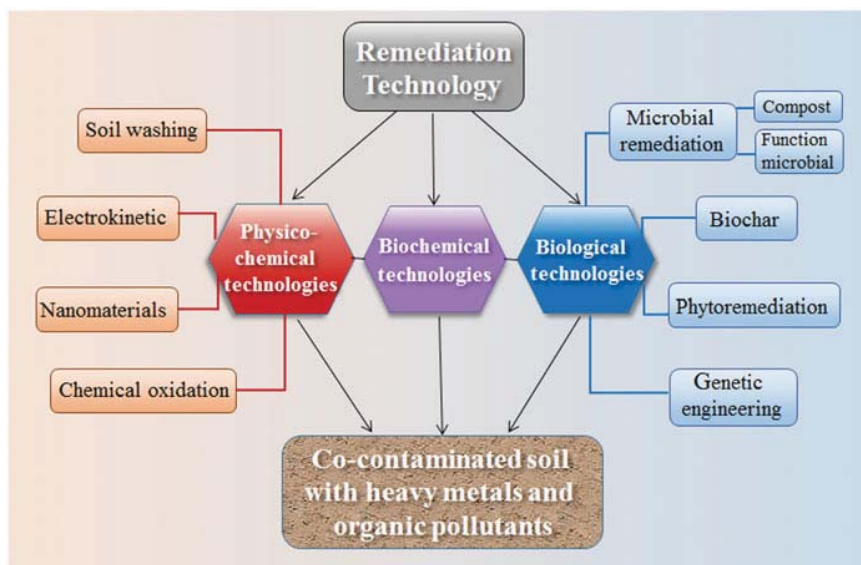 Remediation
Technology
Soil washing
Electrokinetic
Nanomaterials
Chemical oxidation
Physico-
chemical
technologies
Biochemical
technologies
Biological
technologies
Microbial
remediation
Compost
Function
microbial
Biochar
Phytoremediation
Genetic
engineering
Co-contaminated soil
with heavy metals and
organic pollutants